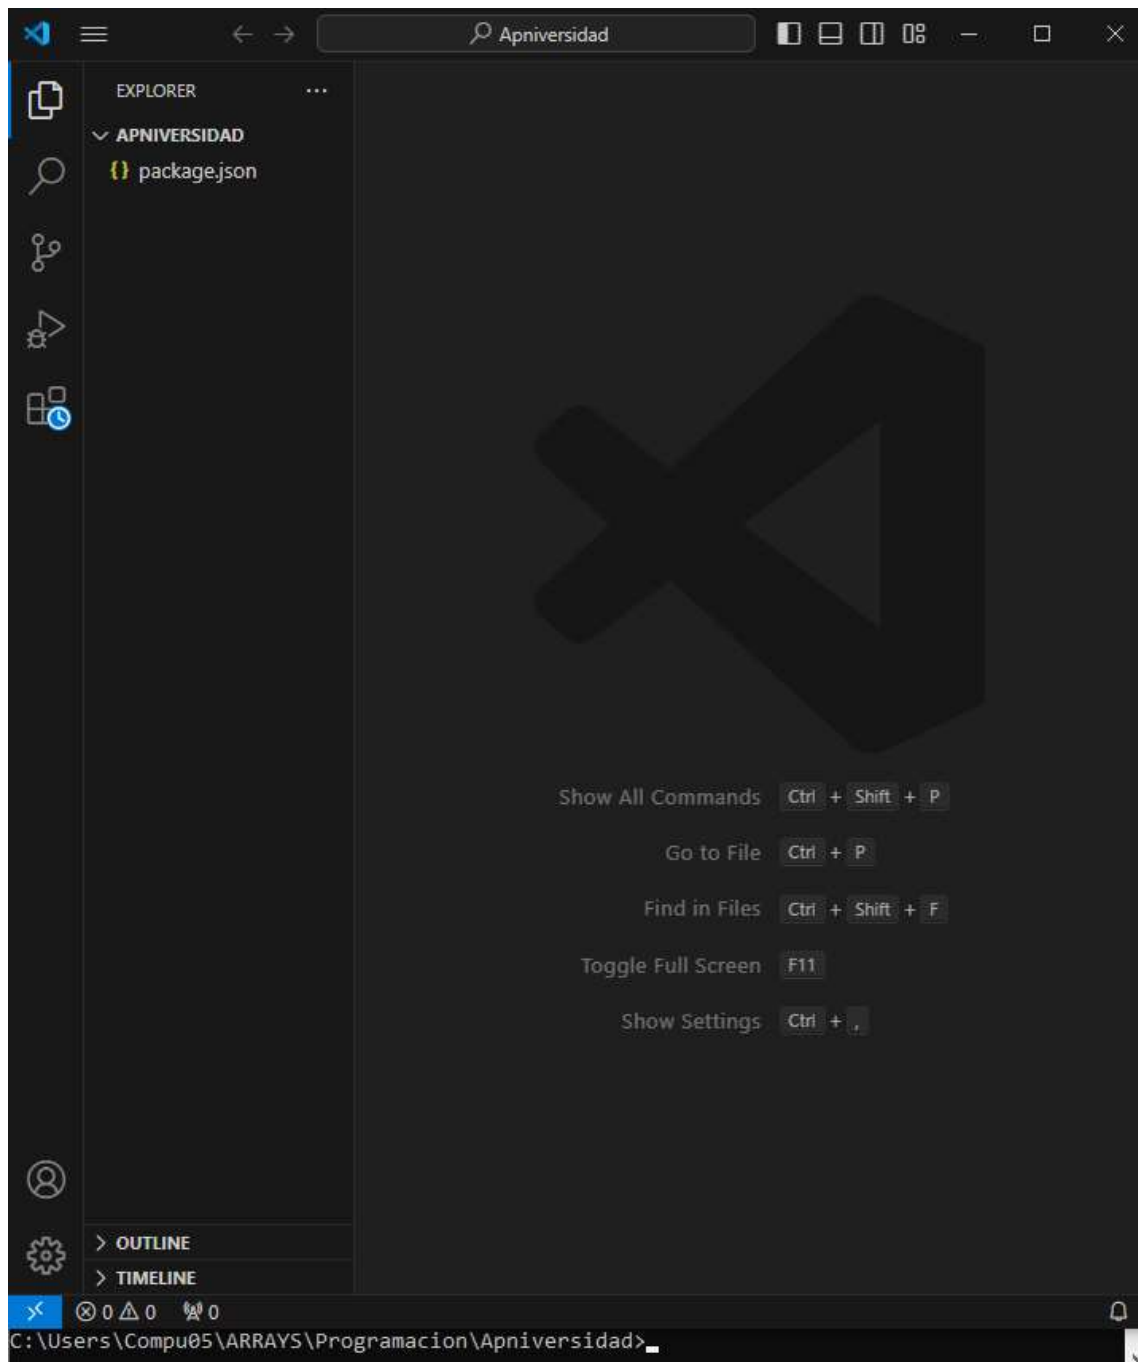 Apniversidad
EXPLORER
APNIVERSIDAD
{} package.json
Show All Commands Ctrl + Shift + P
Go to File Ctrl + P
Find in Files Ctrl + Shift + F
Toggle Full Screen F11
Show Settings Ctrl + ,
OUTLINE
TIMELINE
0 0 0
C:\Users\Compu05\ARRAYS\Programacion\Apniversidad>